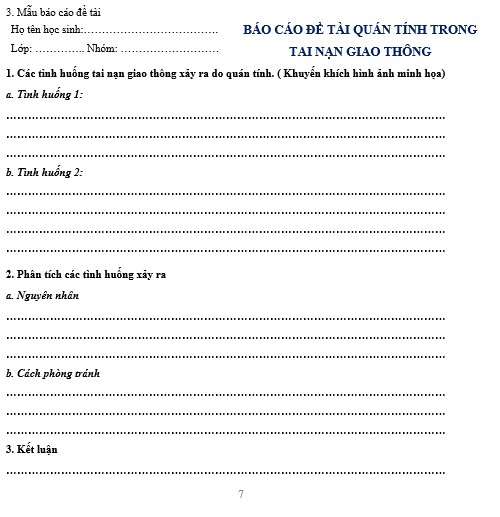 3. Mẫu báo cáo đề tài
Họ tên học sinh:……………………………………
Lớp: ………….. Nhóm: ………………………
BÁO CÁO ĐỀ TÀI QUÁN TÍNH TRONG
TAI NẠN GIAO THÔNG
1. Các tình huống tai nạn giao thông xảy ra do quán tính. ( Khuyến khích hình ảnh minh họa)
a. Tình huống 1:
……………………………………………………………………………………………………
……………………………………………………………………………………………………
……………………………………………………………………………………………………
b. Tình huống 2:
……………………………………………………………………………………………………
……………………………………………………………………………………………………
……………………………………………………………………………………………………
……………………………………………………………………………………………………
2. Phân tích các tình huống xảy ra
a. Nguyên nhân
……………………………………………………………………………………………………
……………………………………………………………………………………………………
……………………………………………………………………………………………………
b. Cách phòng tránh
……………………………………………………………………………………………………
……………………………………………………………………………………………………
……………………………………………………………………………………………………
3. Kết luận
……………………………………………………………………………………………………
7